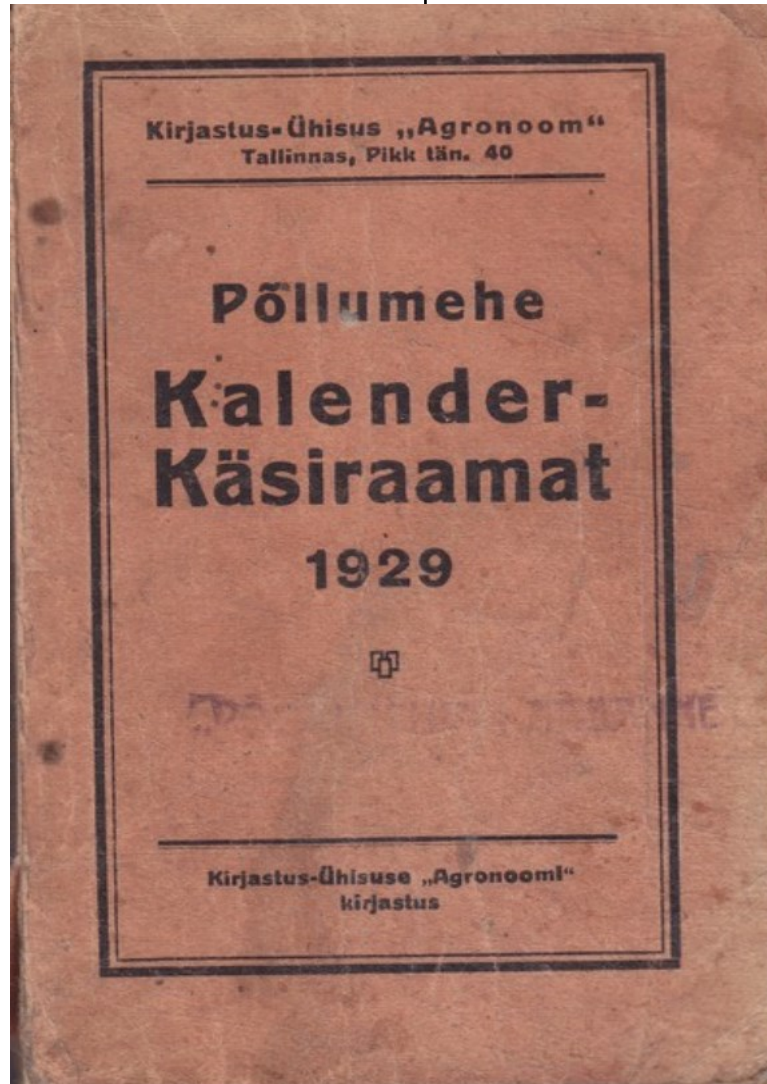 Kirjastus-Ühisus „Agronoom“
Tallinnas, Pikk tän. 40
Põllumehe
Kalender-
Käsiraamat
1929
Kirjastus-Ühisuse „Agronoomi“
kirjastus